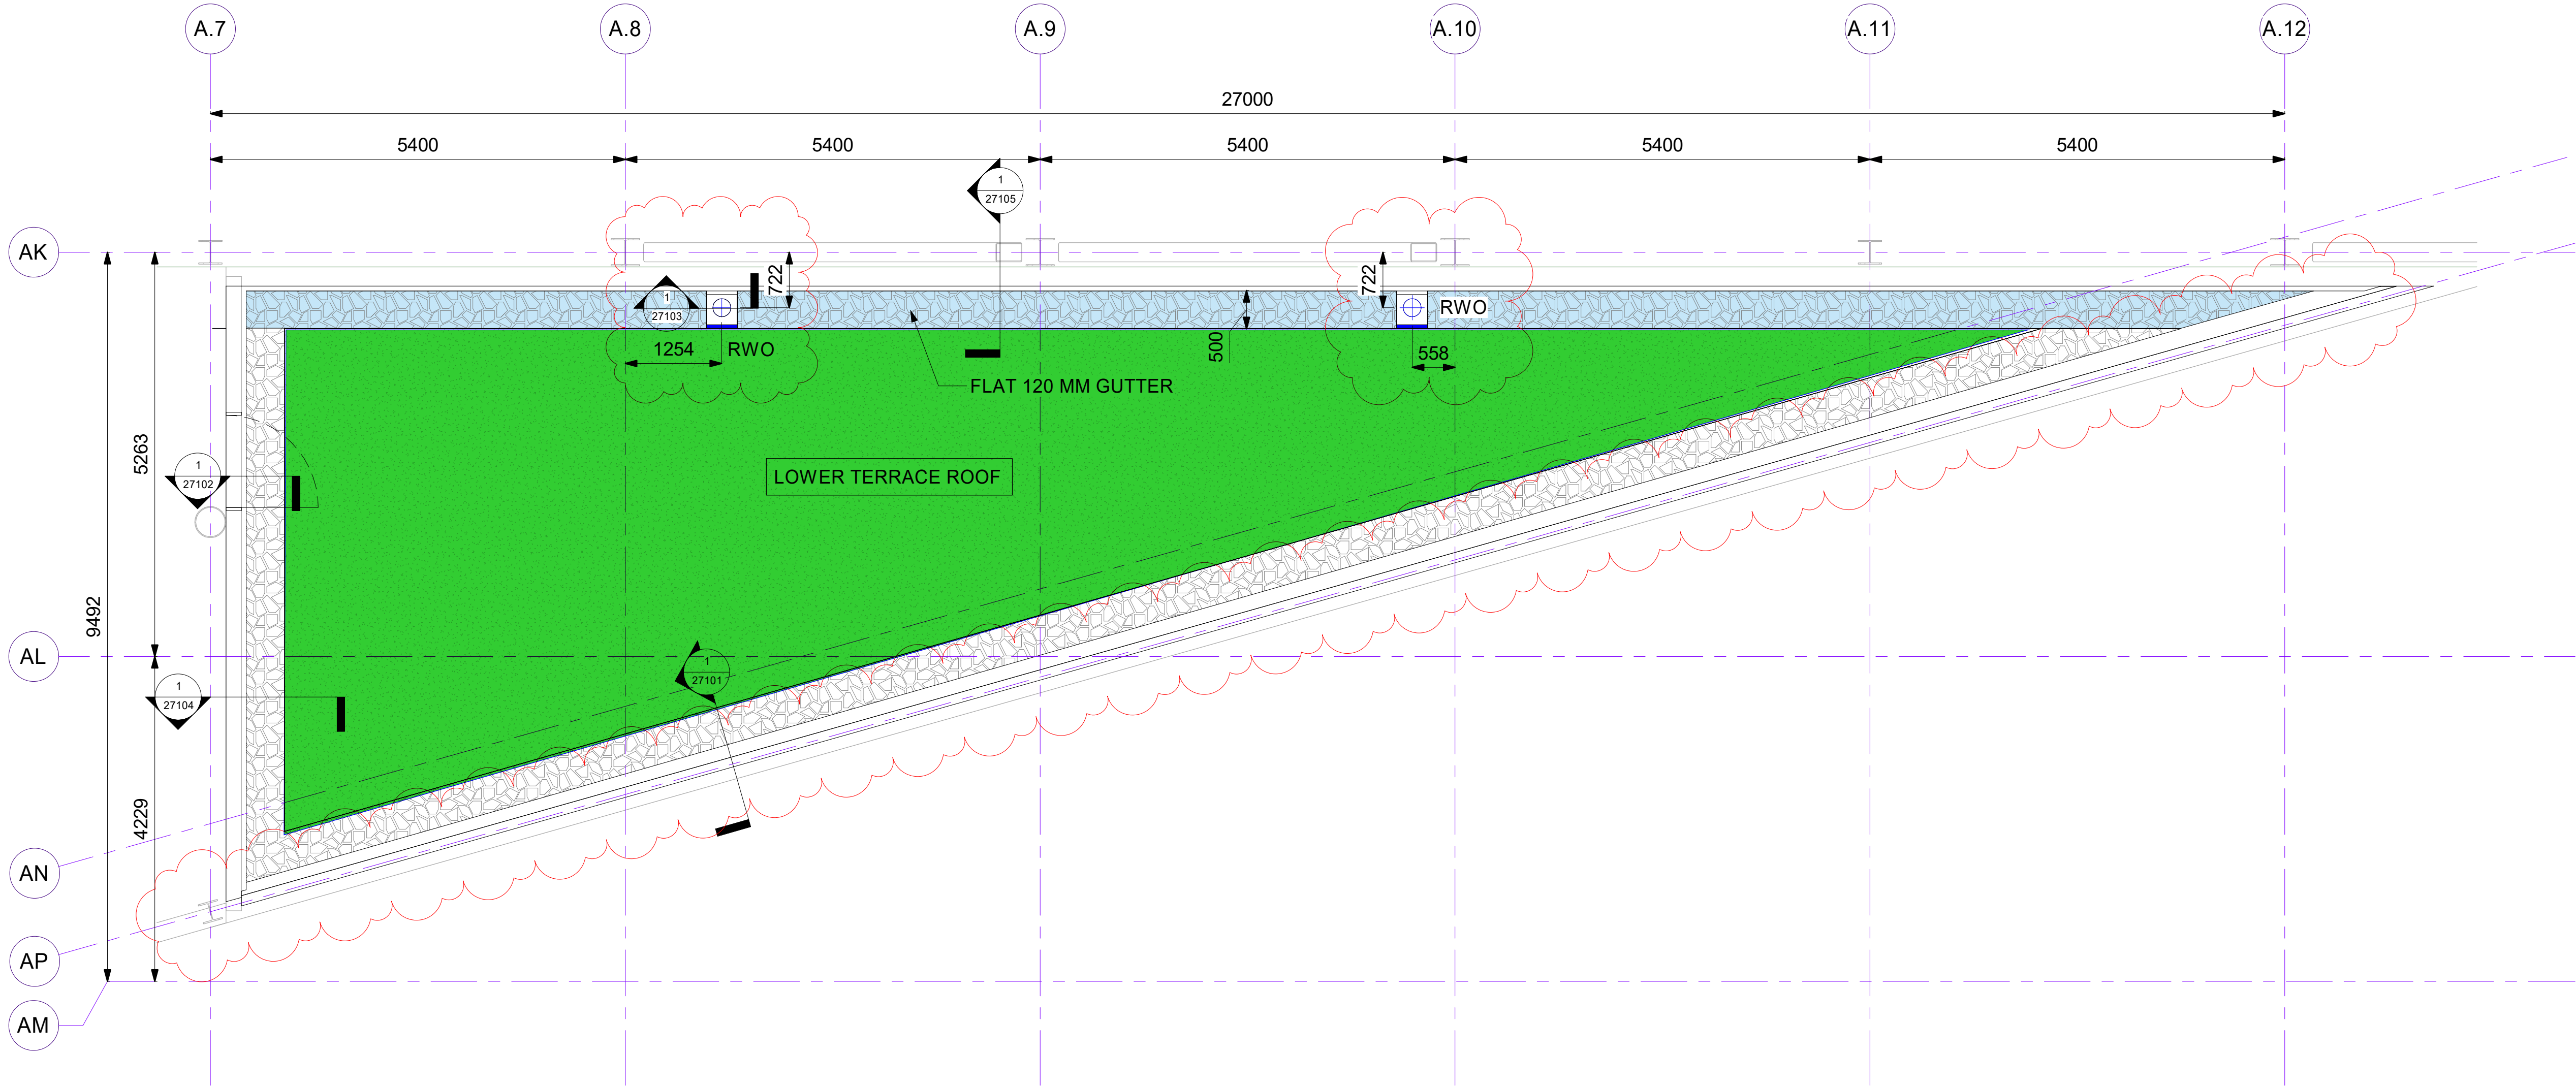 A.7
A.8
A.9
A.10
A.11
A.12
27000
5400
5400
5400
5400
5400
1
27105
AK
722
722
1
27103
RWO
1254
RWO
500
558
FLAT 120 MM GUTTER
5263
1
27102
LOWER TERRACE ROOF
9492
AL
1
27101
1
27104
4229
AN
AP
AM